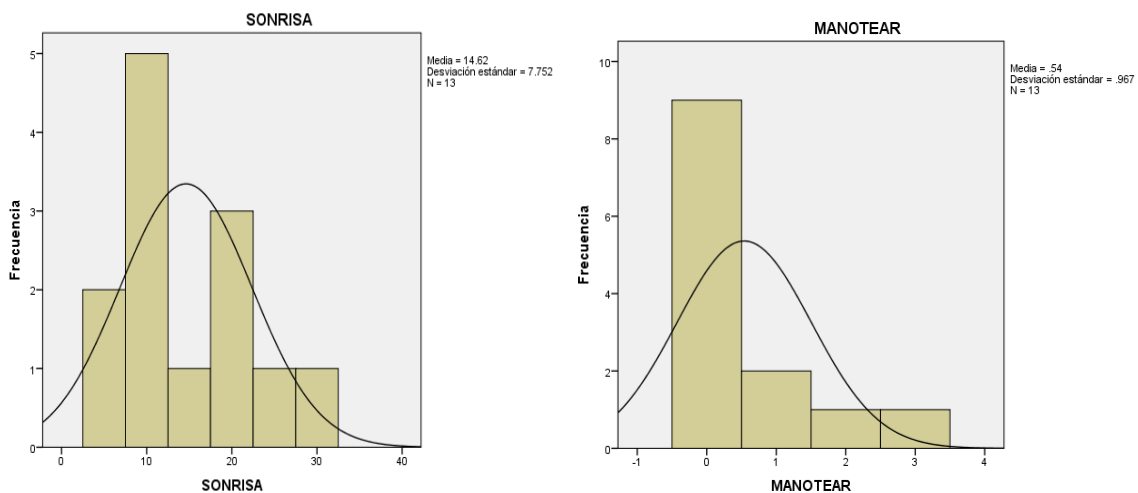 SONRISA
Media = 14.62
Desviación estándar = 7.752
N = 13
Frecuencia
5
4
3
2
1
0
0 10 20 30 40
SONRISA
MANOTEAR
Media = .54
Desviación estándar = .967
N = 13
Frecuencia
10
8
6
4
2
0
-1 0 1 2 3 4
MANOTEAR